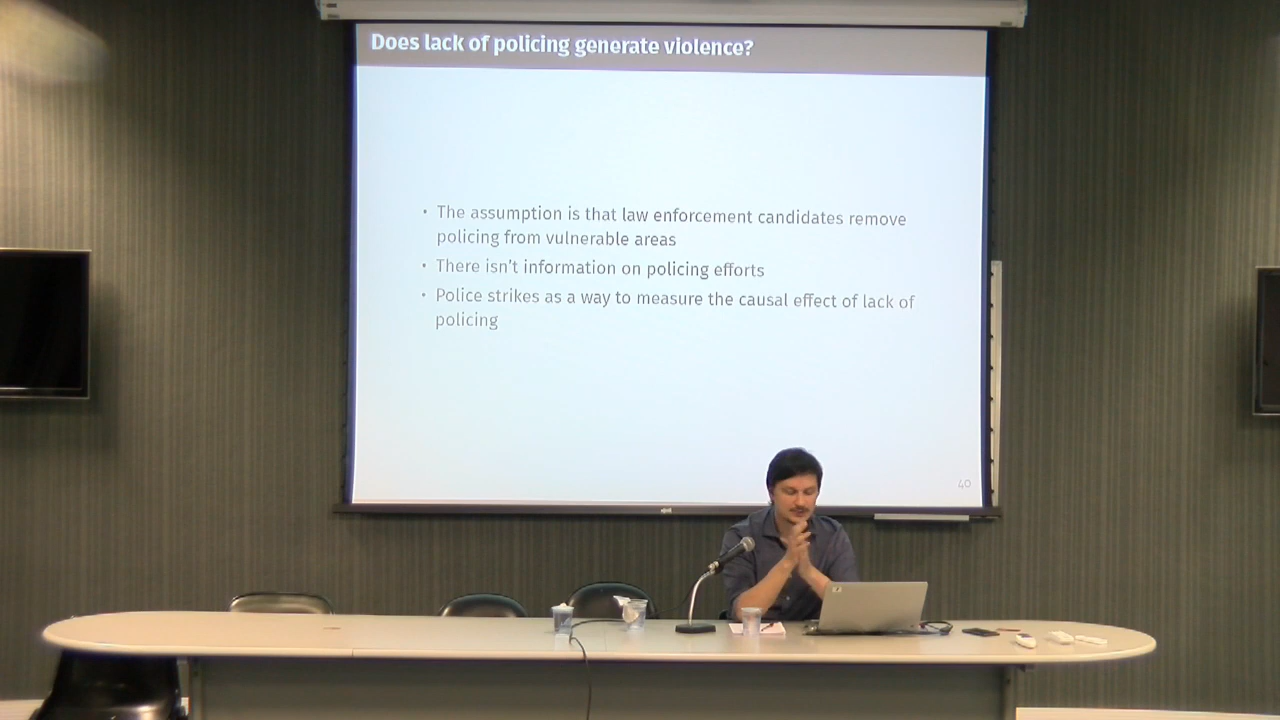 Does lack of policing generate violence?
• The assumption is that law enforcement candidates remove
policing from vulnerable areas
• There isn't information on policing efforts
• Police strikes as a way to measure the causal effect of lack of
policing
40